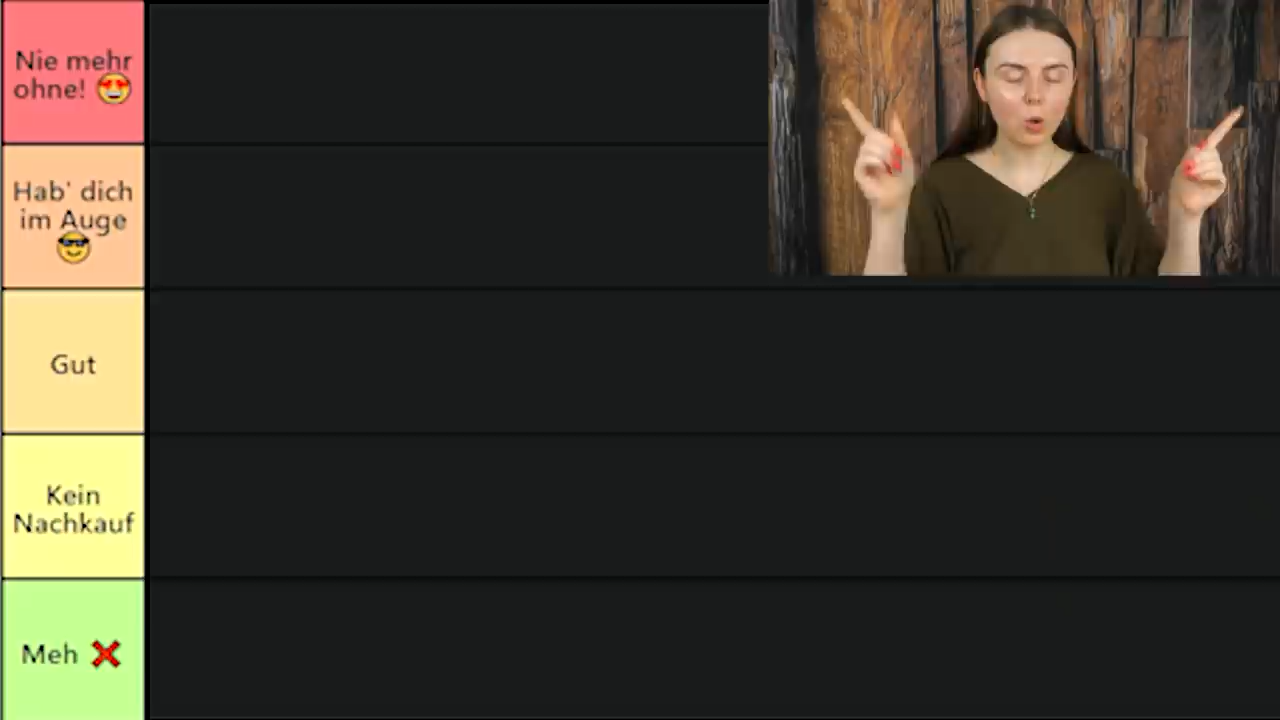 Nie mehr
ohne! 😍
Hab' dich
im Auge
😎
Gut
Kein
Nachkauf
Meh ❌